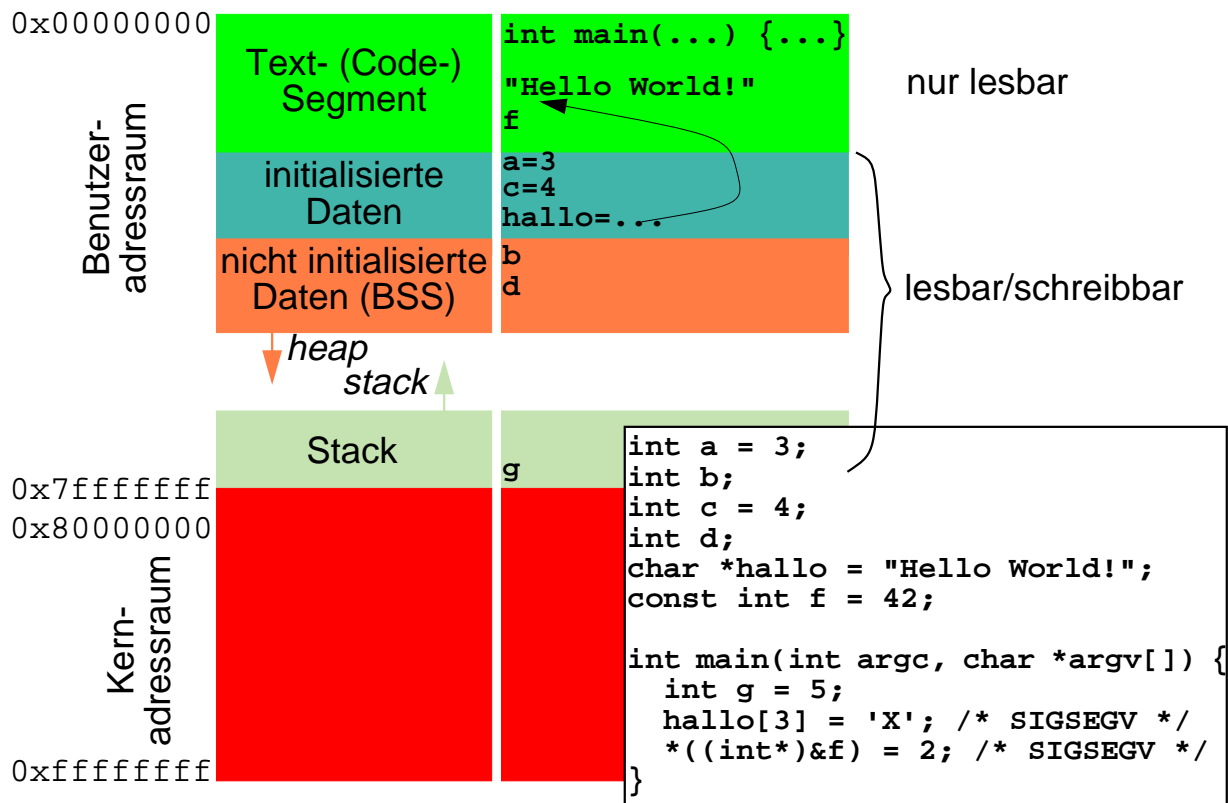 0x00000000
Benutzer-
adressraum
Text- (Code-)
Segment
int main(...) {...}
"Hello World!"
f
nur lesbar
initialisierte
Daten
a=3
c=4
hallo=...
nicht initialisierte
Daten (BSS)
b
d
lesbar/schreibbar
heap
stack
Stack
g
0x7fffffff
0x80000000
Kern-
adressraum
0xffffffff
int a = 3;
int b;
int c = 4;
int d;
char *hallo = "Hello World!";
const int f = 42;
int main(int argc, char *argv[]) {
int g = 5;
hallo[3] = 'X'; /* SIGSEGV */
*((int*)&f) = 2; /* SIGSEGV */
}